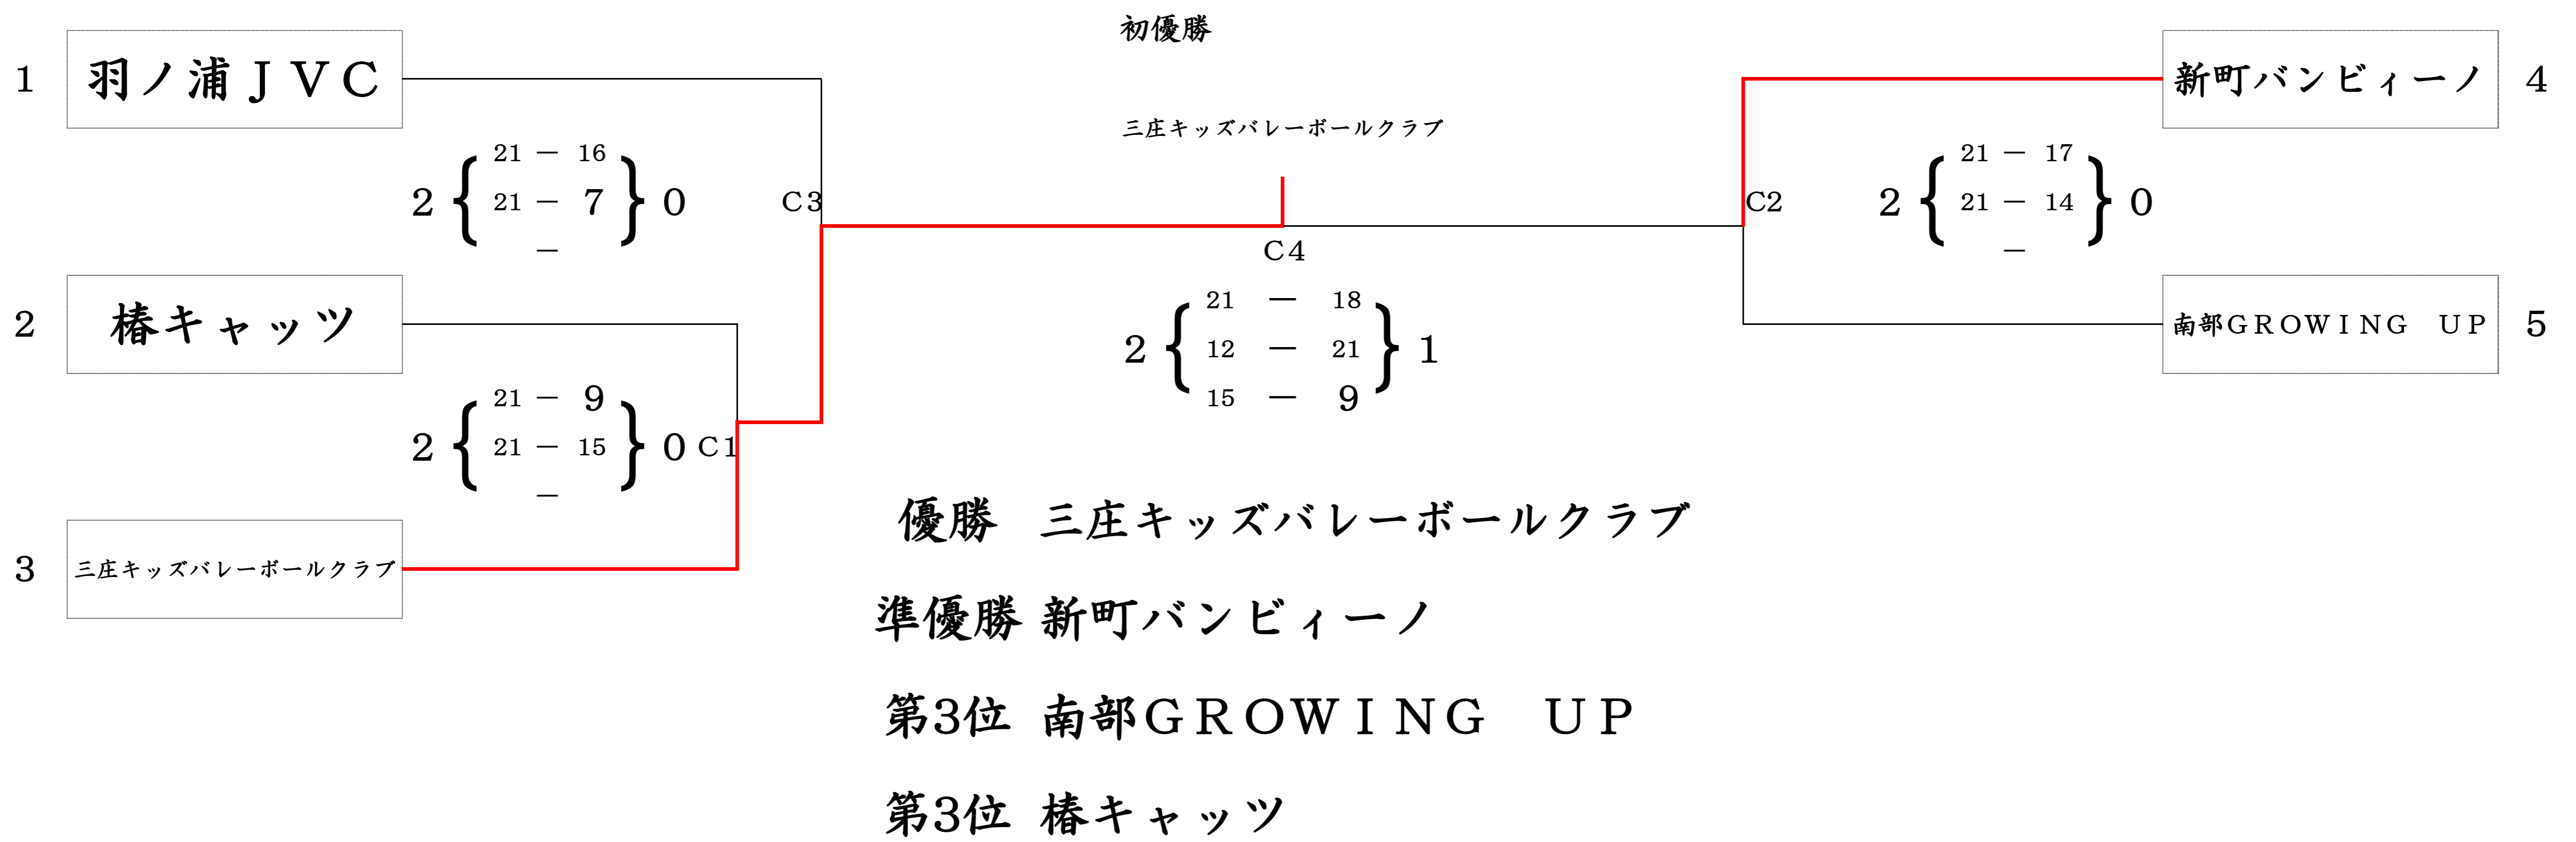 初優勝
1 羽ノ浦ＪＶＣ
新町バンビィーノ 4
三庄キッズバレーボールクラブ
21 － 16
2 { 21 － 7 } 0
－
C3
C2
21 － 17
2 { 21 － 14 } 0
－
C4
2 椿キャッツ
21 － 18
2 { 12 － 21 } 1
15 － 9
南部ＧＲＯＷＩＮＧ　ＵＰ 5
21 － 9
2 { 21 － 15 } 0
－
C1
3 三庄キッズバレーボールクラブ
優勝 三庄キッズバレーボールクラブ
準優勝 新町バンビィーノ
第3位 南部ＧＲＯＷＩＮＧ　ＵＰ
第3位 椿キャッツ